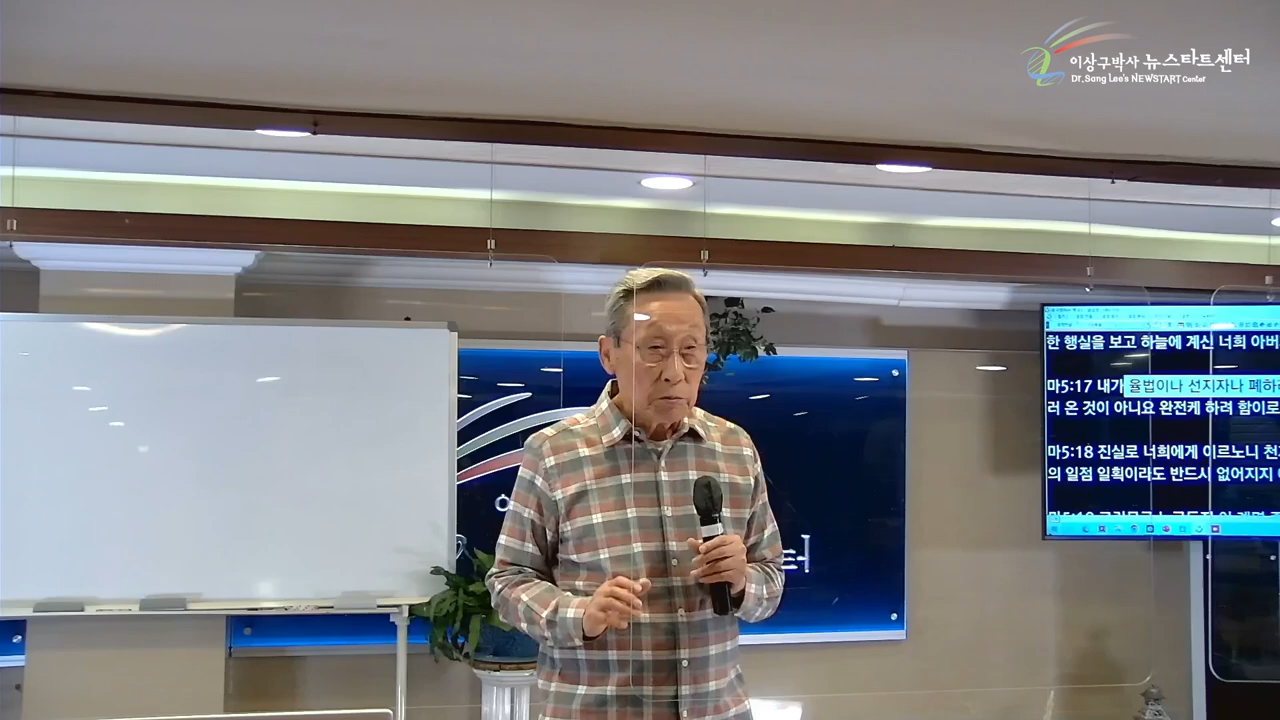 이상구박사 뉴스타트센터
Dr. Sang Lee's NEWSTART Center
한 행실을 보고 하늘에 계신 너희 아버
마5:17 내가 율법이나 선지자나 폐하
러 온 것이 아니요 완전케 하려 함이로
마5:18 진실로 너희에게 이르노니 천
의 일점 일획이라도 반드시 없어지지
터